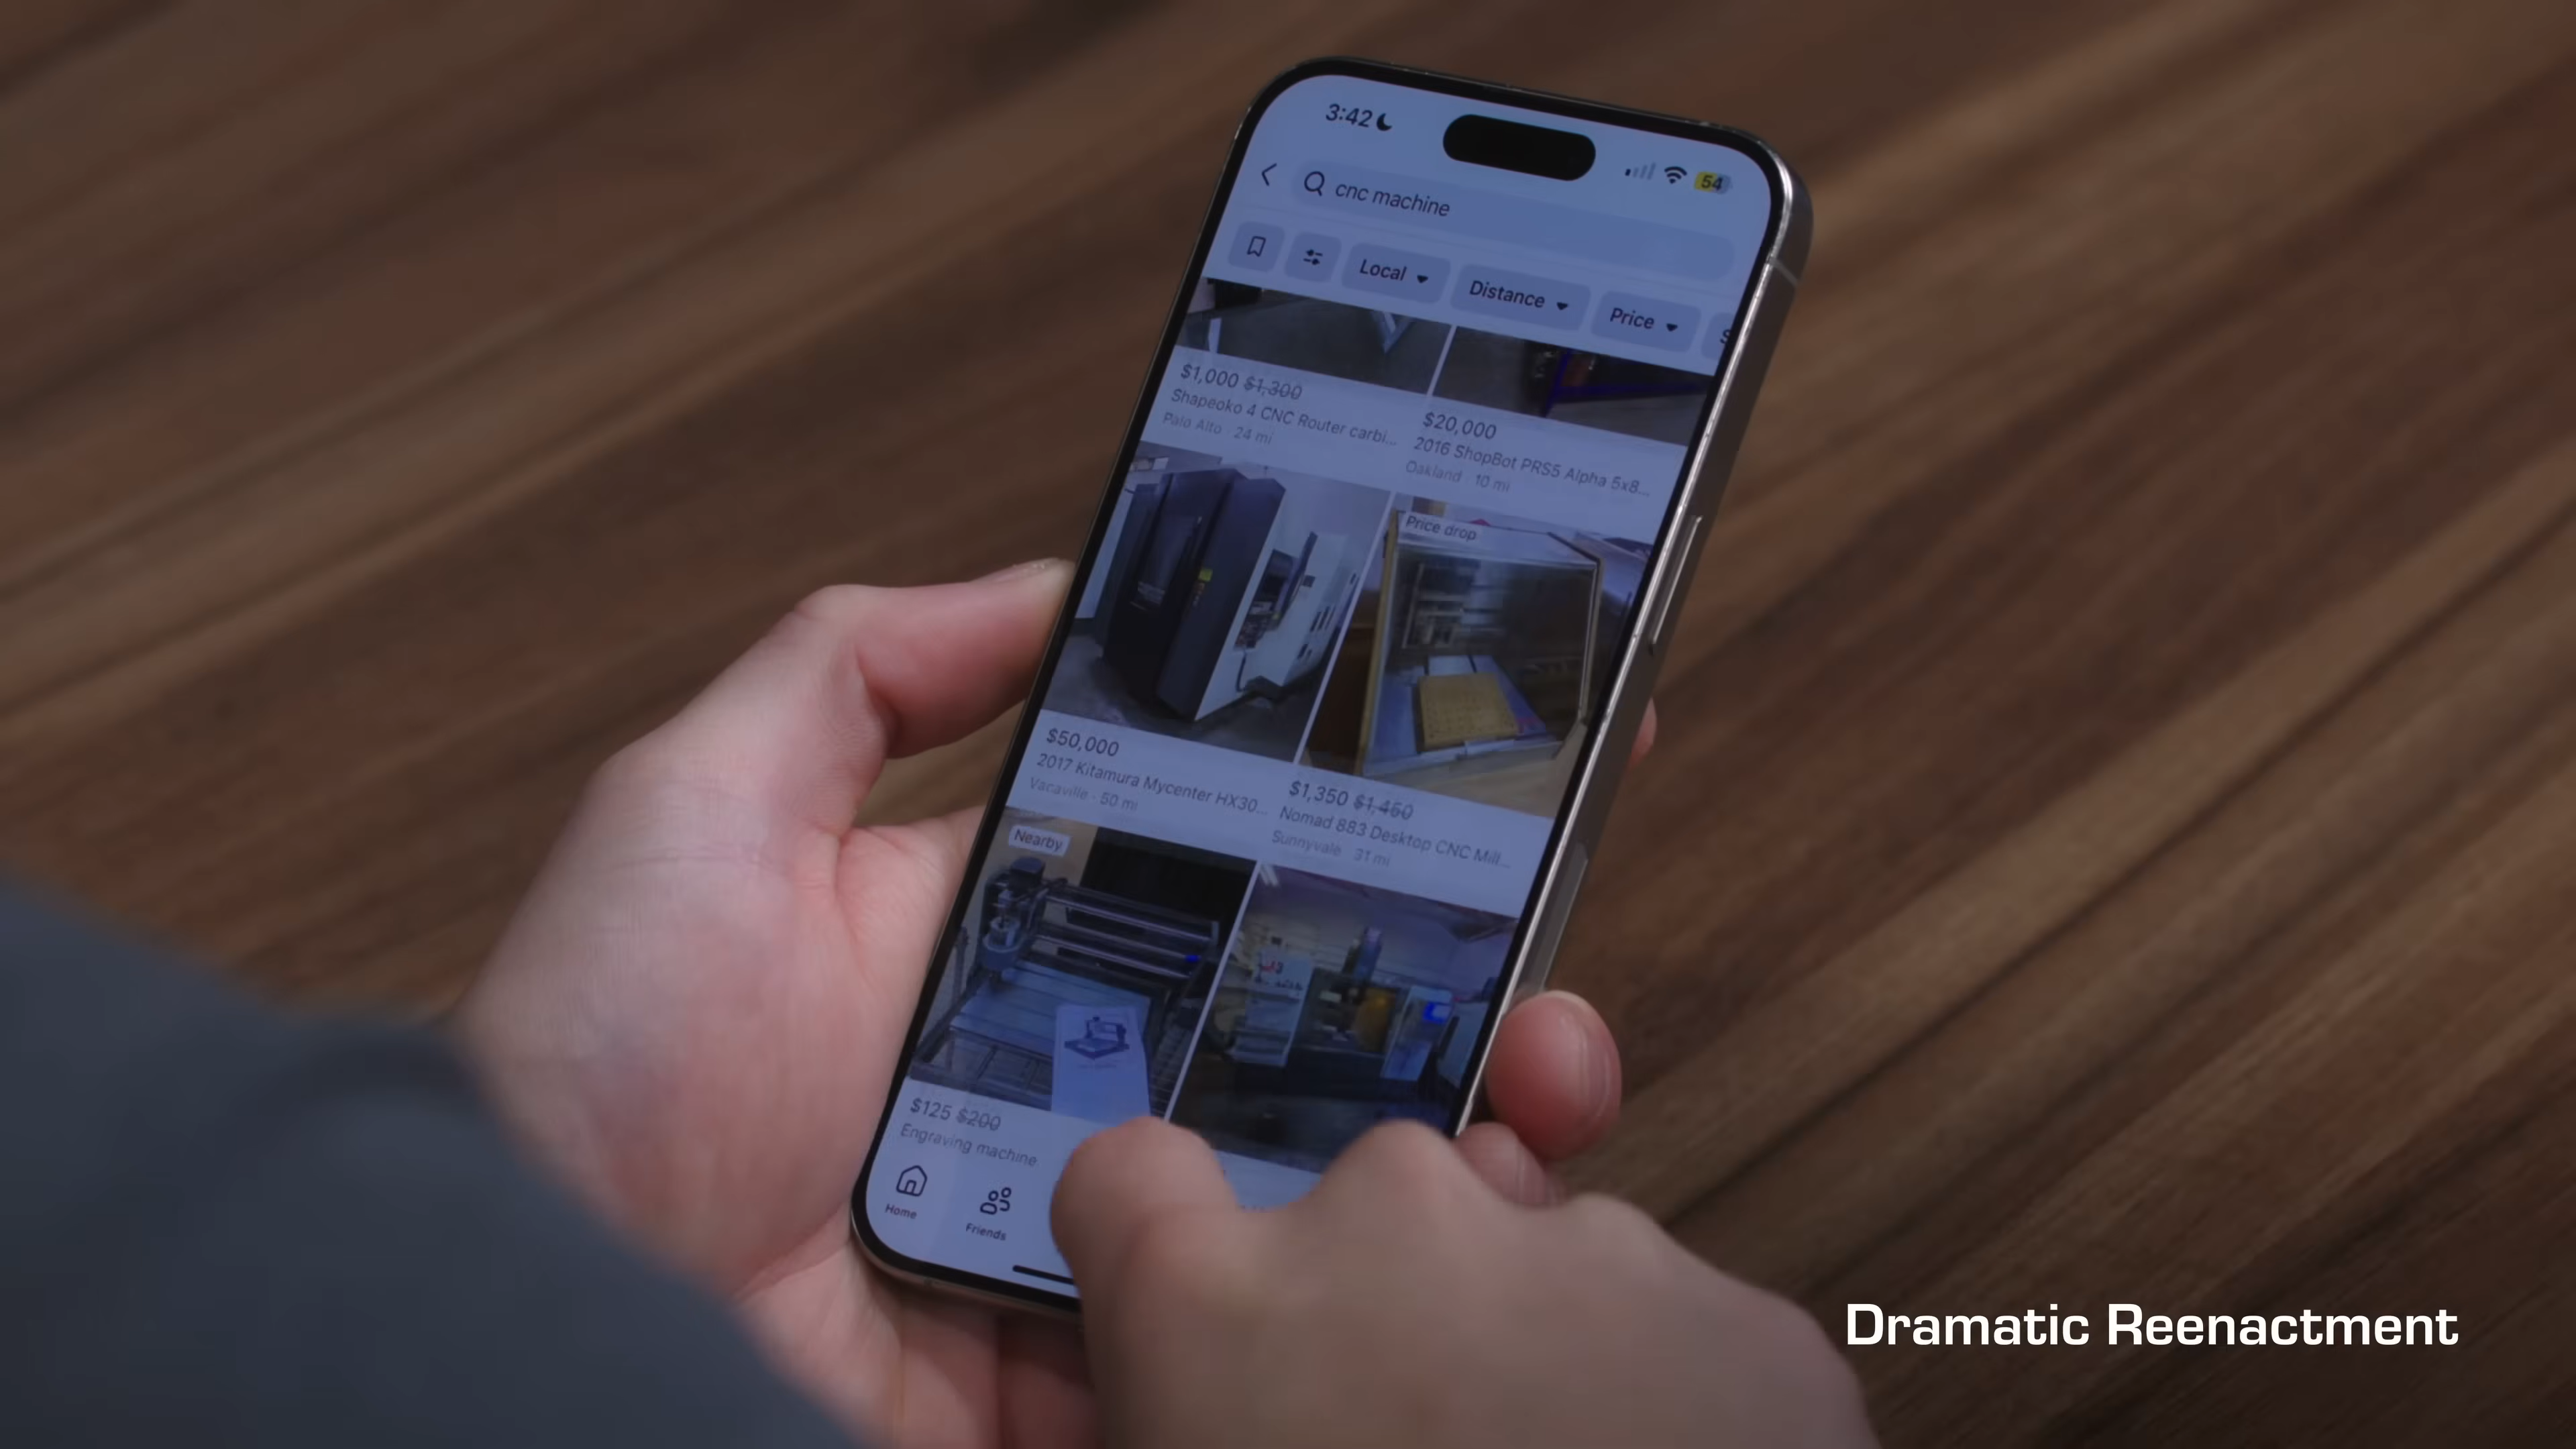 3:42
54
cnc machine
Local
Distance
Price
$1,000 $1,300
Shapeoko 4 CNC Router carbi...
Palo Alto · 24 mi
$20,000
2016 ShopBot PRS5 Alpha 5x8...
Oakland · 10 mi
Price drop
$50,000
2017 Kitamura Mycenter HX30...
Vacaville · 50 mi
$1,350 $1,450
Nomad 883 Desktop CNC Mill...
Sunnyvale · 31 mi
Nearby
$125 $200
Engraving machine
Home
Friends
Dramatic Reenactment